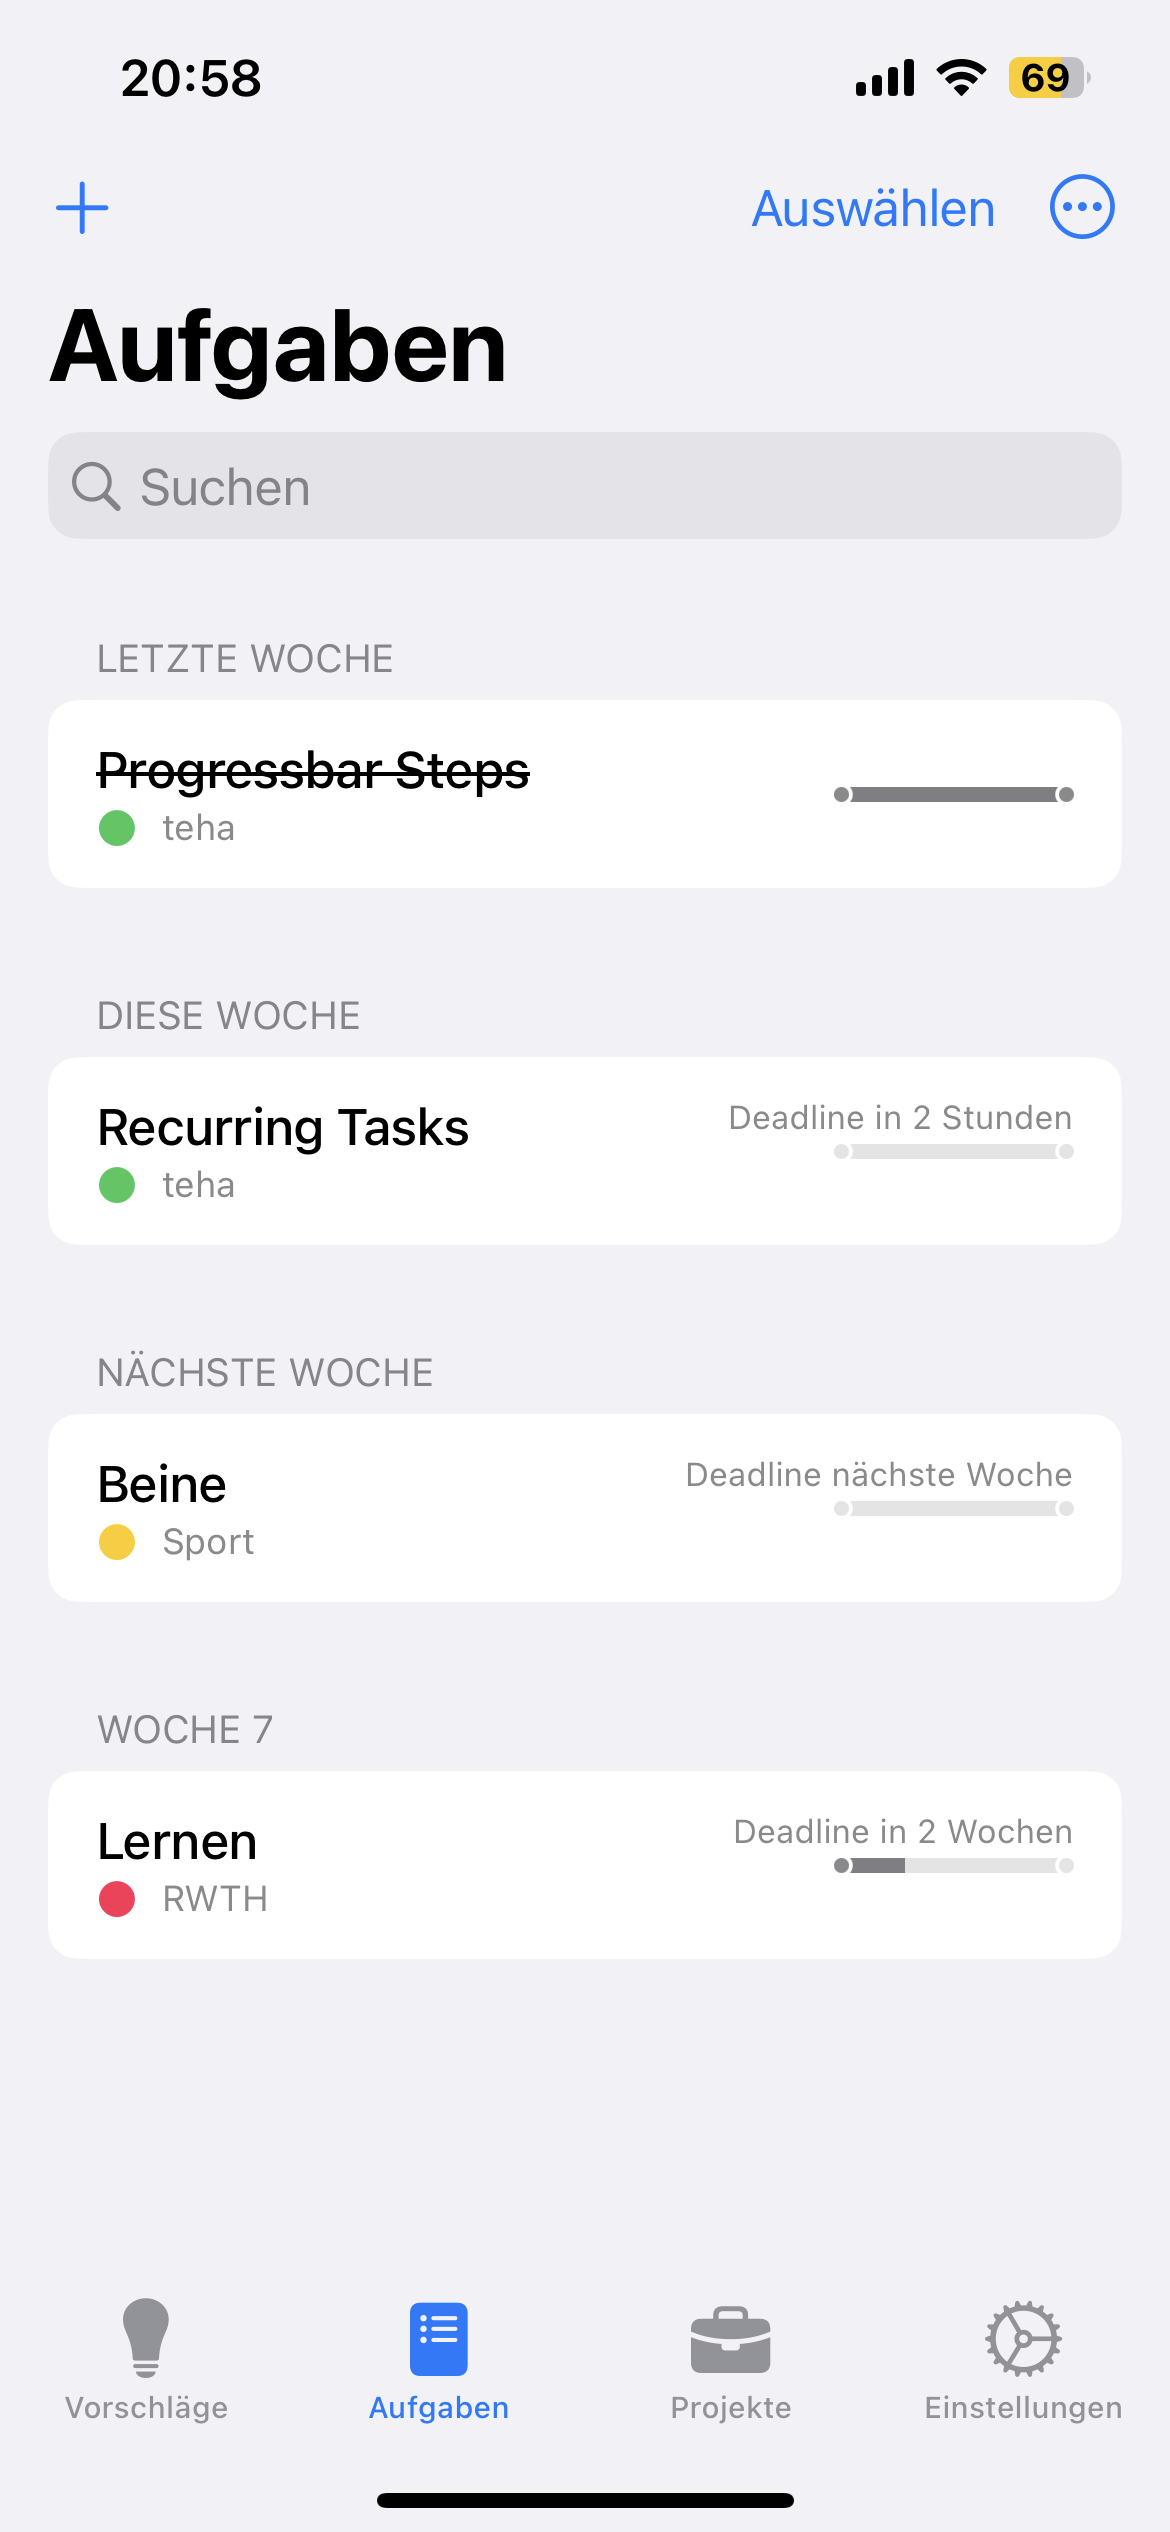 20:58
69
Auswählen
Aufgaben
Suchen
LETZTE WOCHE
Progressbar Steps
teha
DIESE WOCHE
Recurring Tasks
Deadline in 2 Stunden
teha
NÄCHSTE WOCHE
Beine
Deadline nächste Woche
Sport
WOCHE 7
Lernen
Deadline in 2 Wochen
RWTH
Vorschläge
Aufgaben
Projekte
Einstellungen